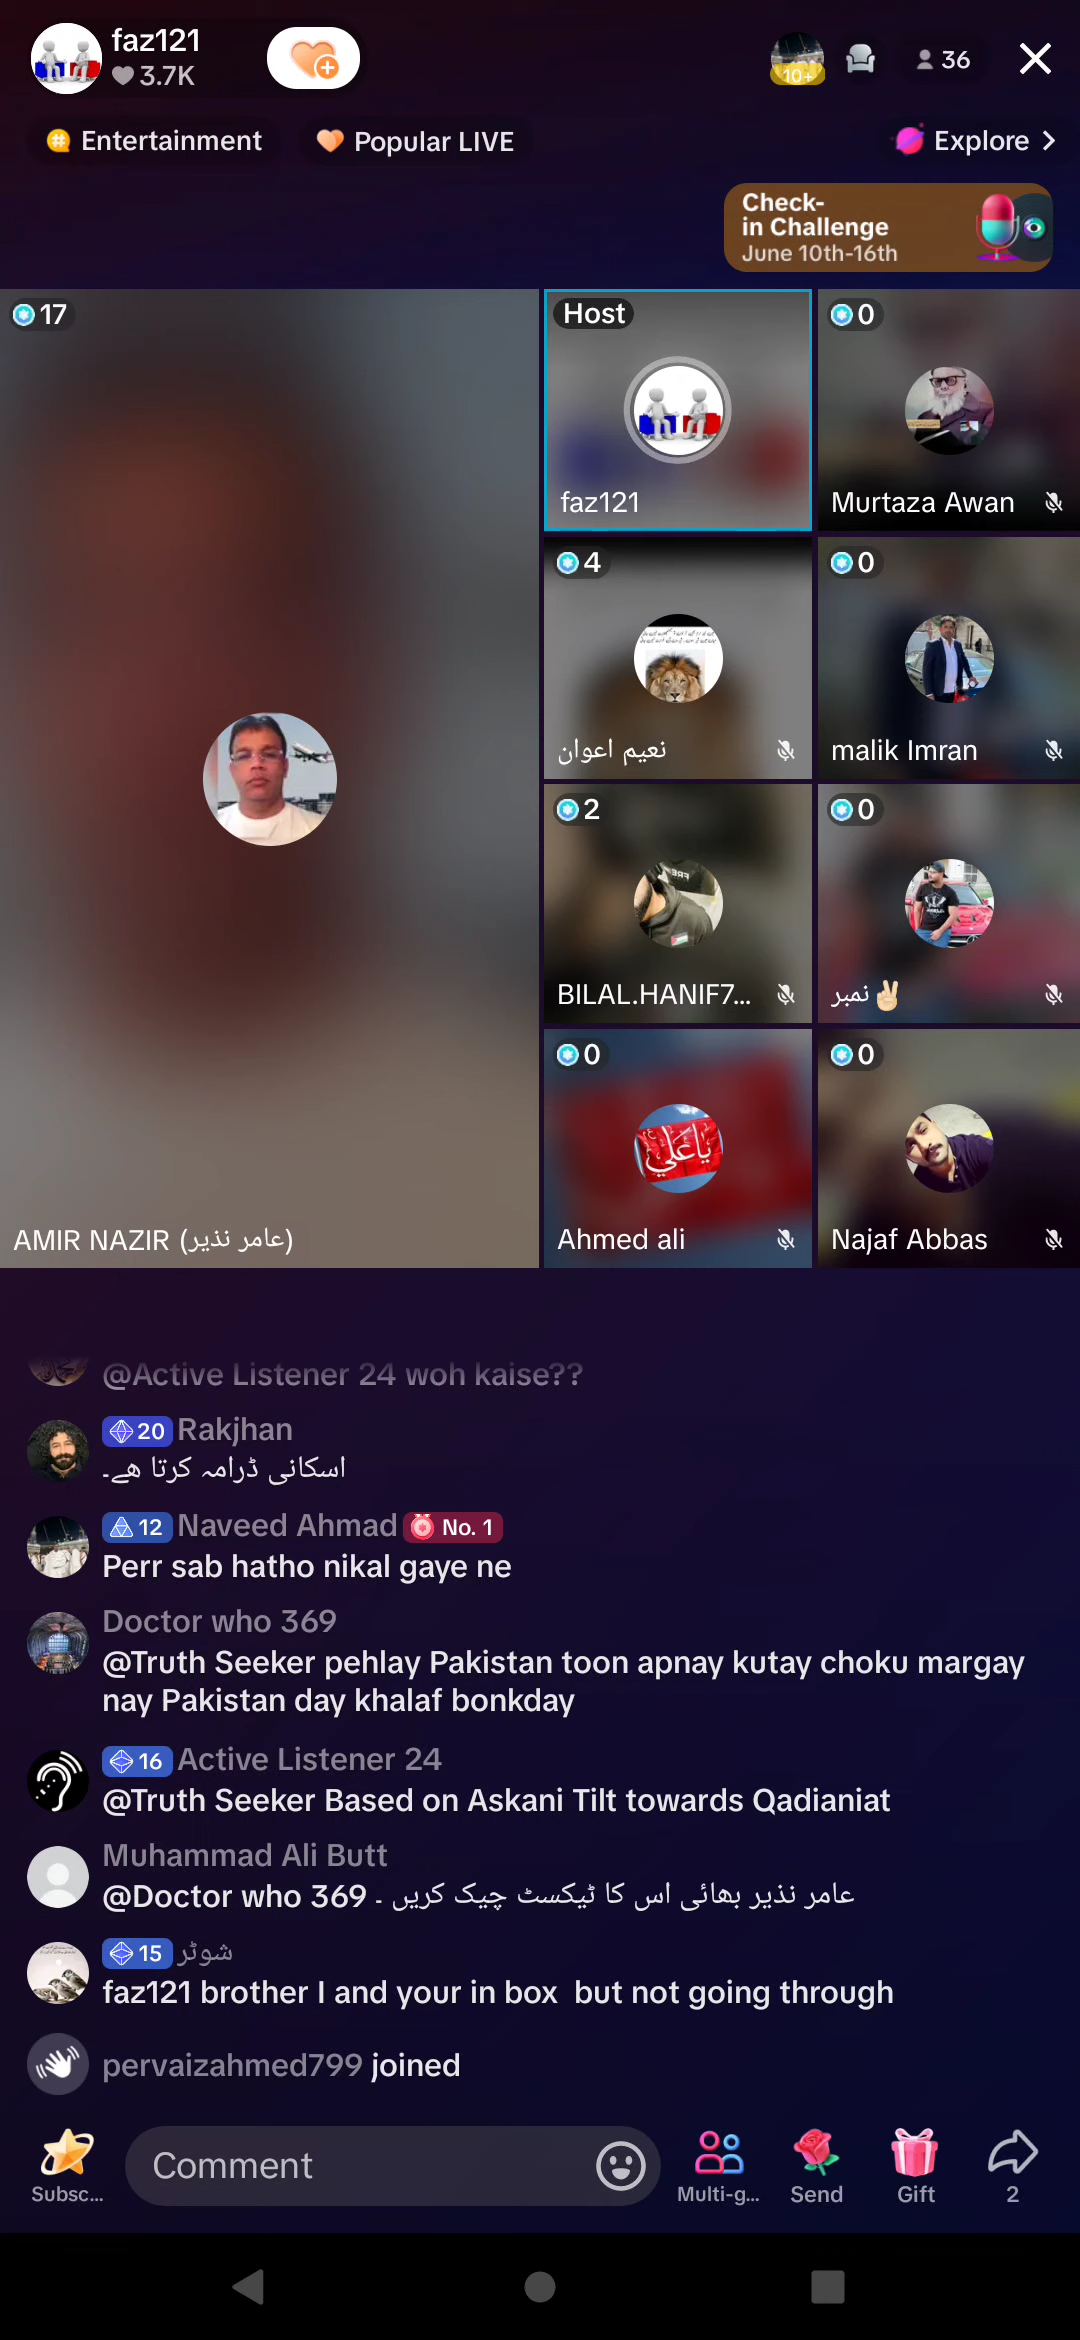 faz121
3.7K
10+
36
Entertainment
Popular LIVE
Explore
Check-
in Challenge
June 10th-16th
17
Host
0
faz121
Murtaza Awan
4
0
نعیم اعوان
malik Imran
2
0
BILAL.HANIF7...
نمبر✌🏻
0
0
یاعلي
AMIR NAZIR (عامر نذیر)
Ahmed ali
Najaf Abbas
@Active Listener 24 woh kaise??
20 Rakjhan
اسکانی ڈرامہ کرتا ھے۔
12 Naveed Ahmad No. 1
Perr sab hatho nikal gaye ne
Doctor who 369
@Truth Seeker pehlay Pakistan toon apnay kutay choku margay
nay Pakistan day khalaf bonkday
16 Active Listener 24
@Truth Seeker Based on Askani Tilt towards Qadianiat
Muhammad Ali Butt
@Doctor who 369 عامر نذیر بھائی اس کا ٹیکسٹ چیک کریں ۔
15 شوٹر
faz121 brother I and your in box  but not going through
pervaizahmed799 joined
Subsc...
Comment
Multi-g...
Send
Gift
2